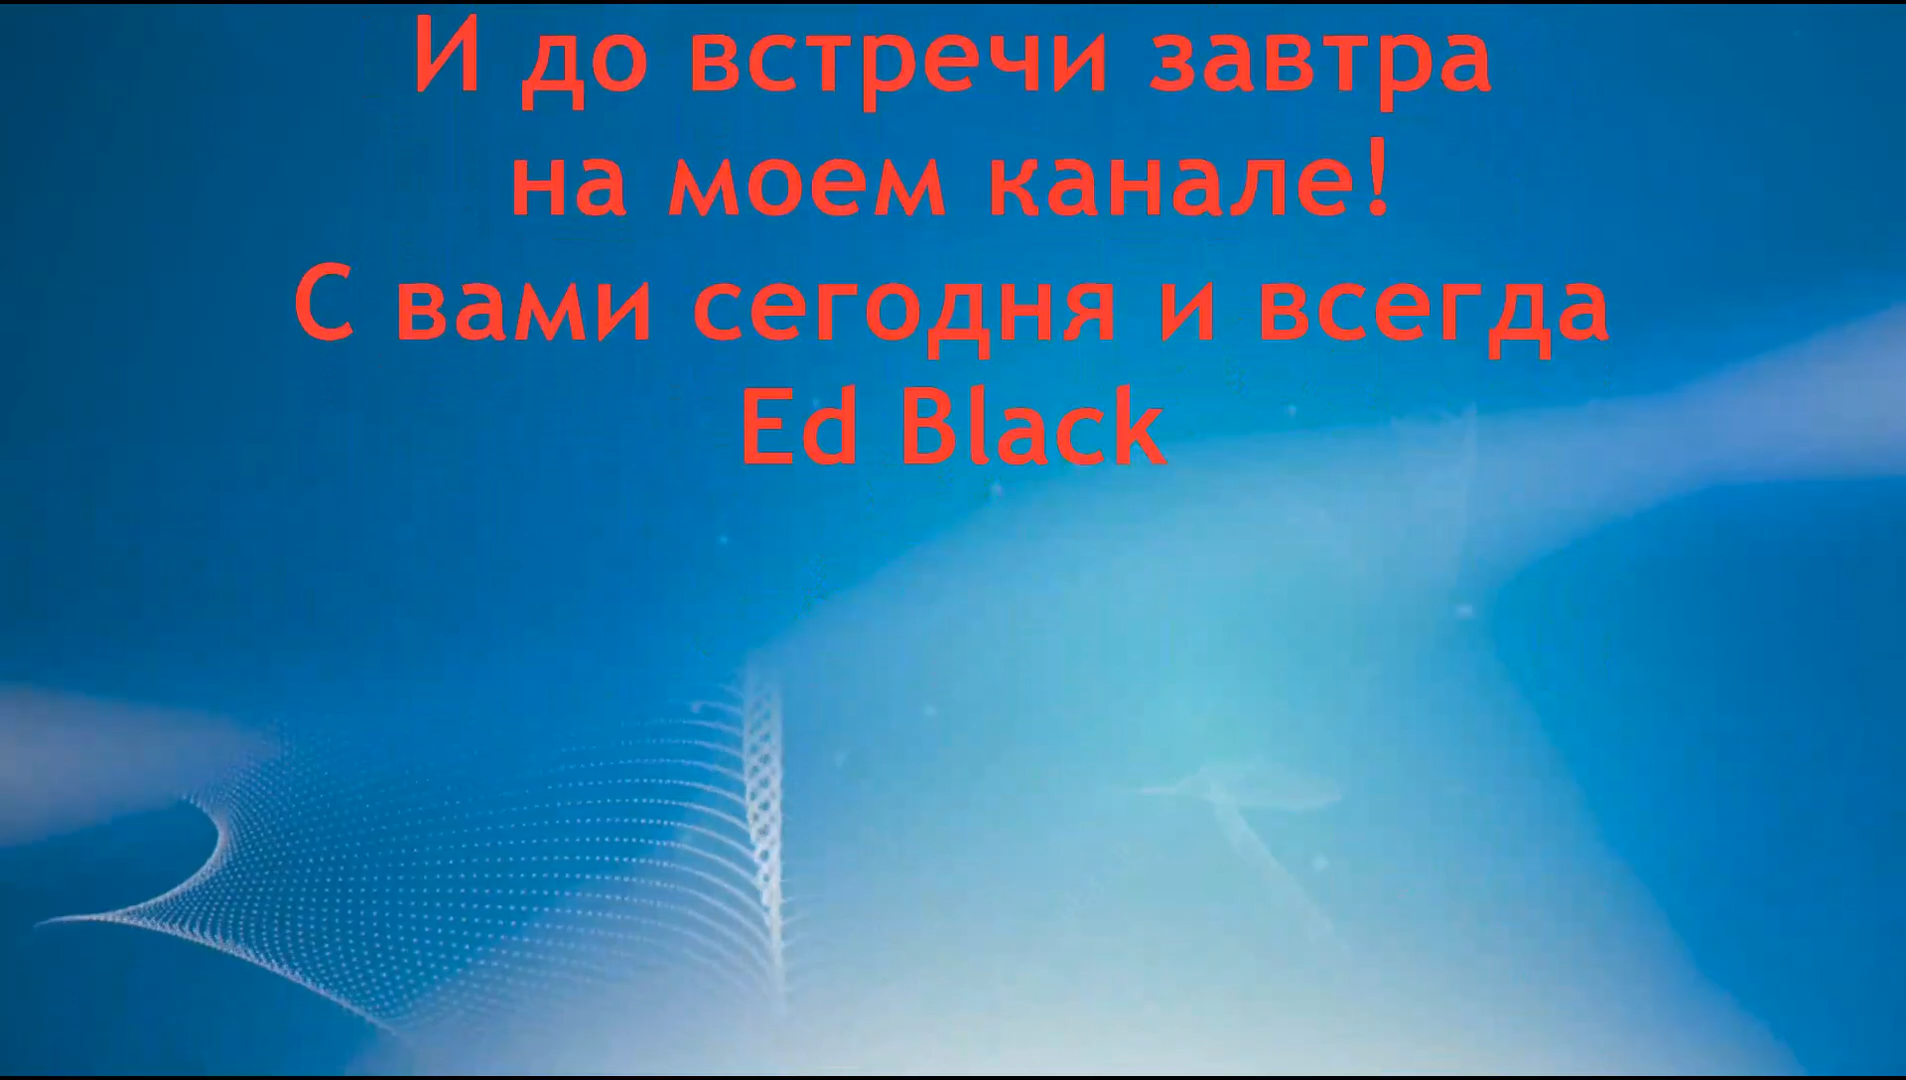 И до встречи завтра
на моем канале!
С вами сегодня и всегда
Ed Black